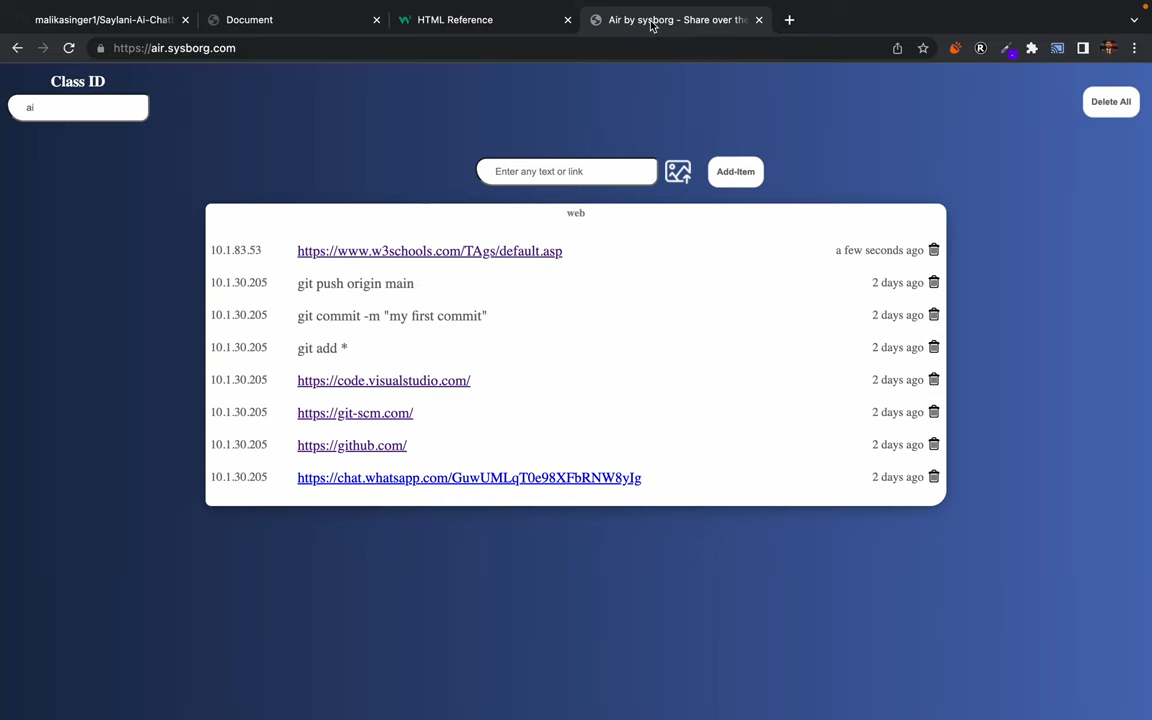 malikasinger1/Saylani-Ai-Chatb
Document
HTML Reference
Air by sysborg - Share over the
https://air.sysborg.com
Class ID
ai
Delete All
Enter any text or link
Add-Item
web
10.1.83.53 https://www.w3schools.com/TAgs/default.asp a few seconds ago
10.1.30.205 git push origin main 2 days ago
10.1.30.205 git commit -m "my first commit" 2 days ago
10.1.30.205 git add * 2 days ago
10.1.30.205 https://code.visualstudio.com/ 2 days ago
10.1.30.205 https://git-scm.com/ 2 days ago
10.1.30.205 https://github.com/ 2 days ago
10.1.30.205 https://chat.whatsapp.com/GuwUMLqT0e98XFbRNW8yIg 2 days ago